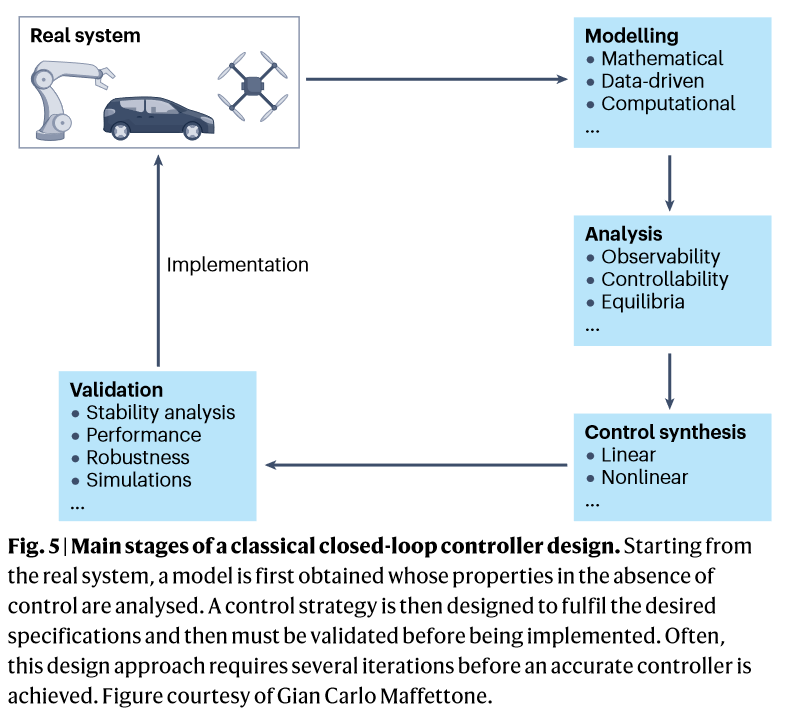 Real system
Modelling
• Mathematical
• Data-driven
• Computational
...
Analysis
• Observability
• Controllability
• Equilibria
...
Control synthesis
• Linear
• Nonlinear
...
Validation
• Stability analysis
• Performance
• Robustness
• Simulations
...
Implementation
Fig. 5 | Main stages of a classical closed-loop controller design. Starting from
the real system, a model is first obtained whose properties in the absence of
control are analysed. A control strategy is then designed to fulfil the desired
specifications and then must be validated before being implemented. Often,
this design approach requires several iterations before an accurate controller is
achieved. Figure courtesy of Gian Carlo Maffettone.